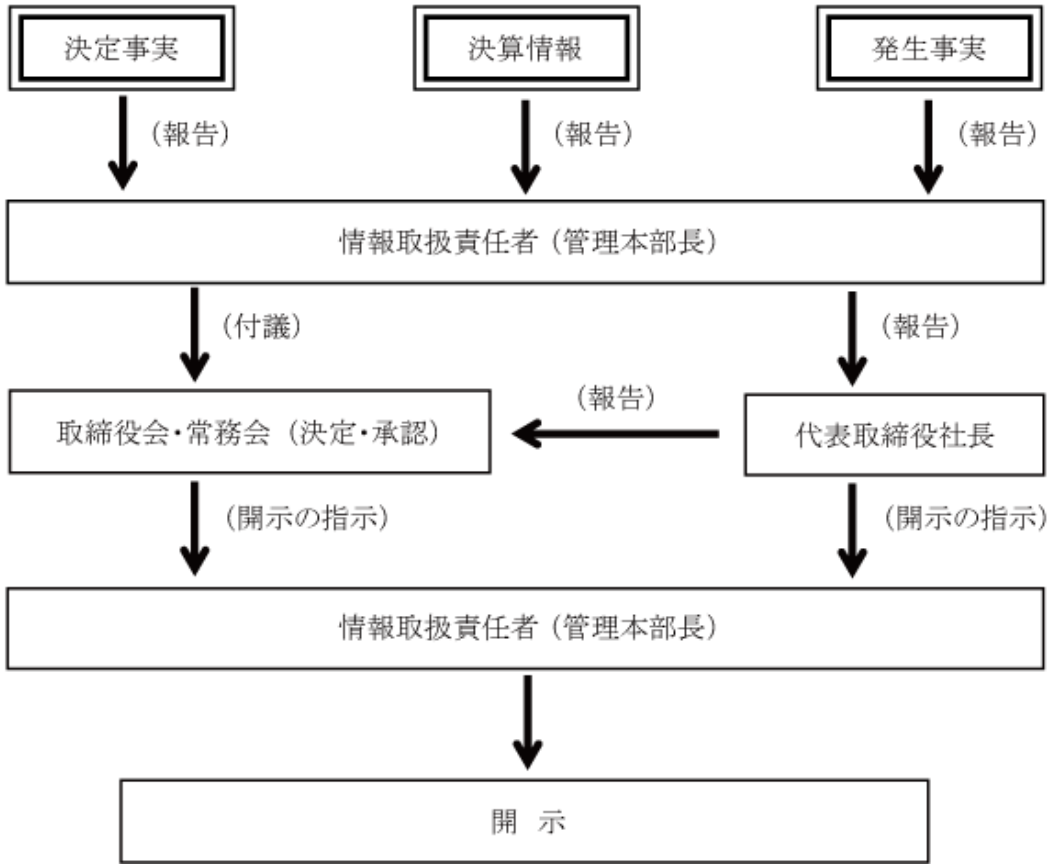 決定事実
決算情報
発生事実
（報告）
（報告）
（報告）
情報取扱責任者（管理本部長）
（付議）
（報告）
取締役会・常務会（決定・承認）
（報告）
代表取締役社長
（開示の指示）
（開示の指示）
情報取扱責任者（管理本部長）
開 示